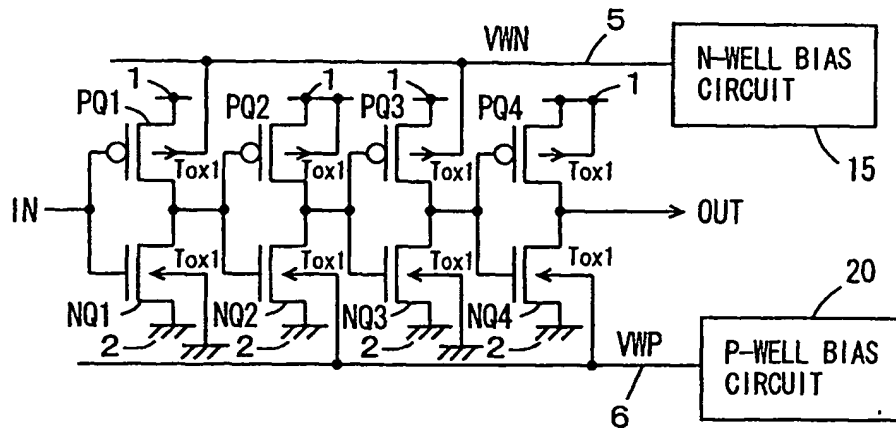 VWN
5
N-WELL BIAS
CIRCUIT
15
1
1
1
1
PQ1
PQ2
PQ3
PQ4
Tox1
Tox1
Tox1
Tox1
IN
OUT
Tox1
Tox1
Tox1
Tox1
NQ1
NQ2
NQ3
NQ4
2
2
2
2
VWP
6
20
P-WELL BIAS
CIRCUIT